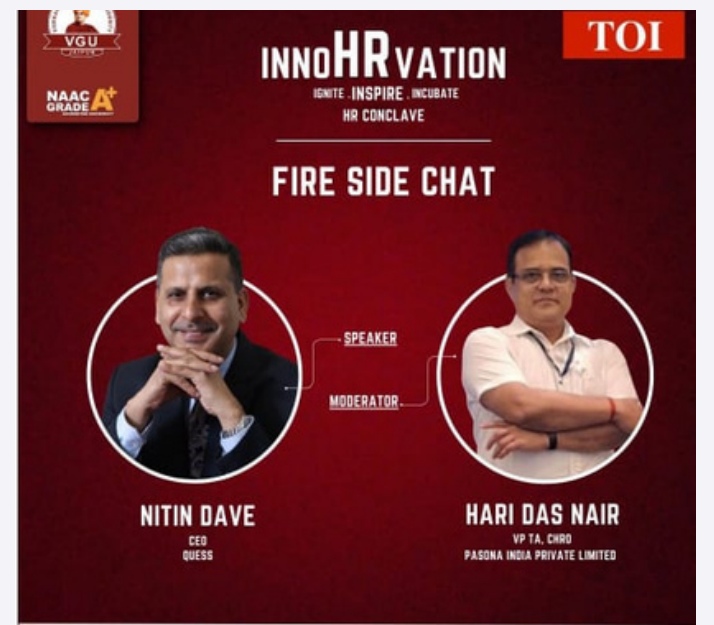 VGU
JAIPUR
NAAC
GRADE A+
TOI
INNOHRVATION
IGNITE . INSPIRE . INCUBATE
HR CONCLAVE
FIRE SIDE CHAT
SPEAKER
MODERATOR
NITIN DAVE
CEO
QUESS
HARI DAS NAIR
VP TA, CHRO
PASONA INDIA PRIVATE LIMITED